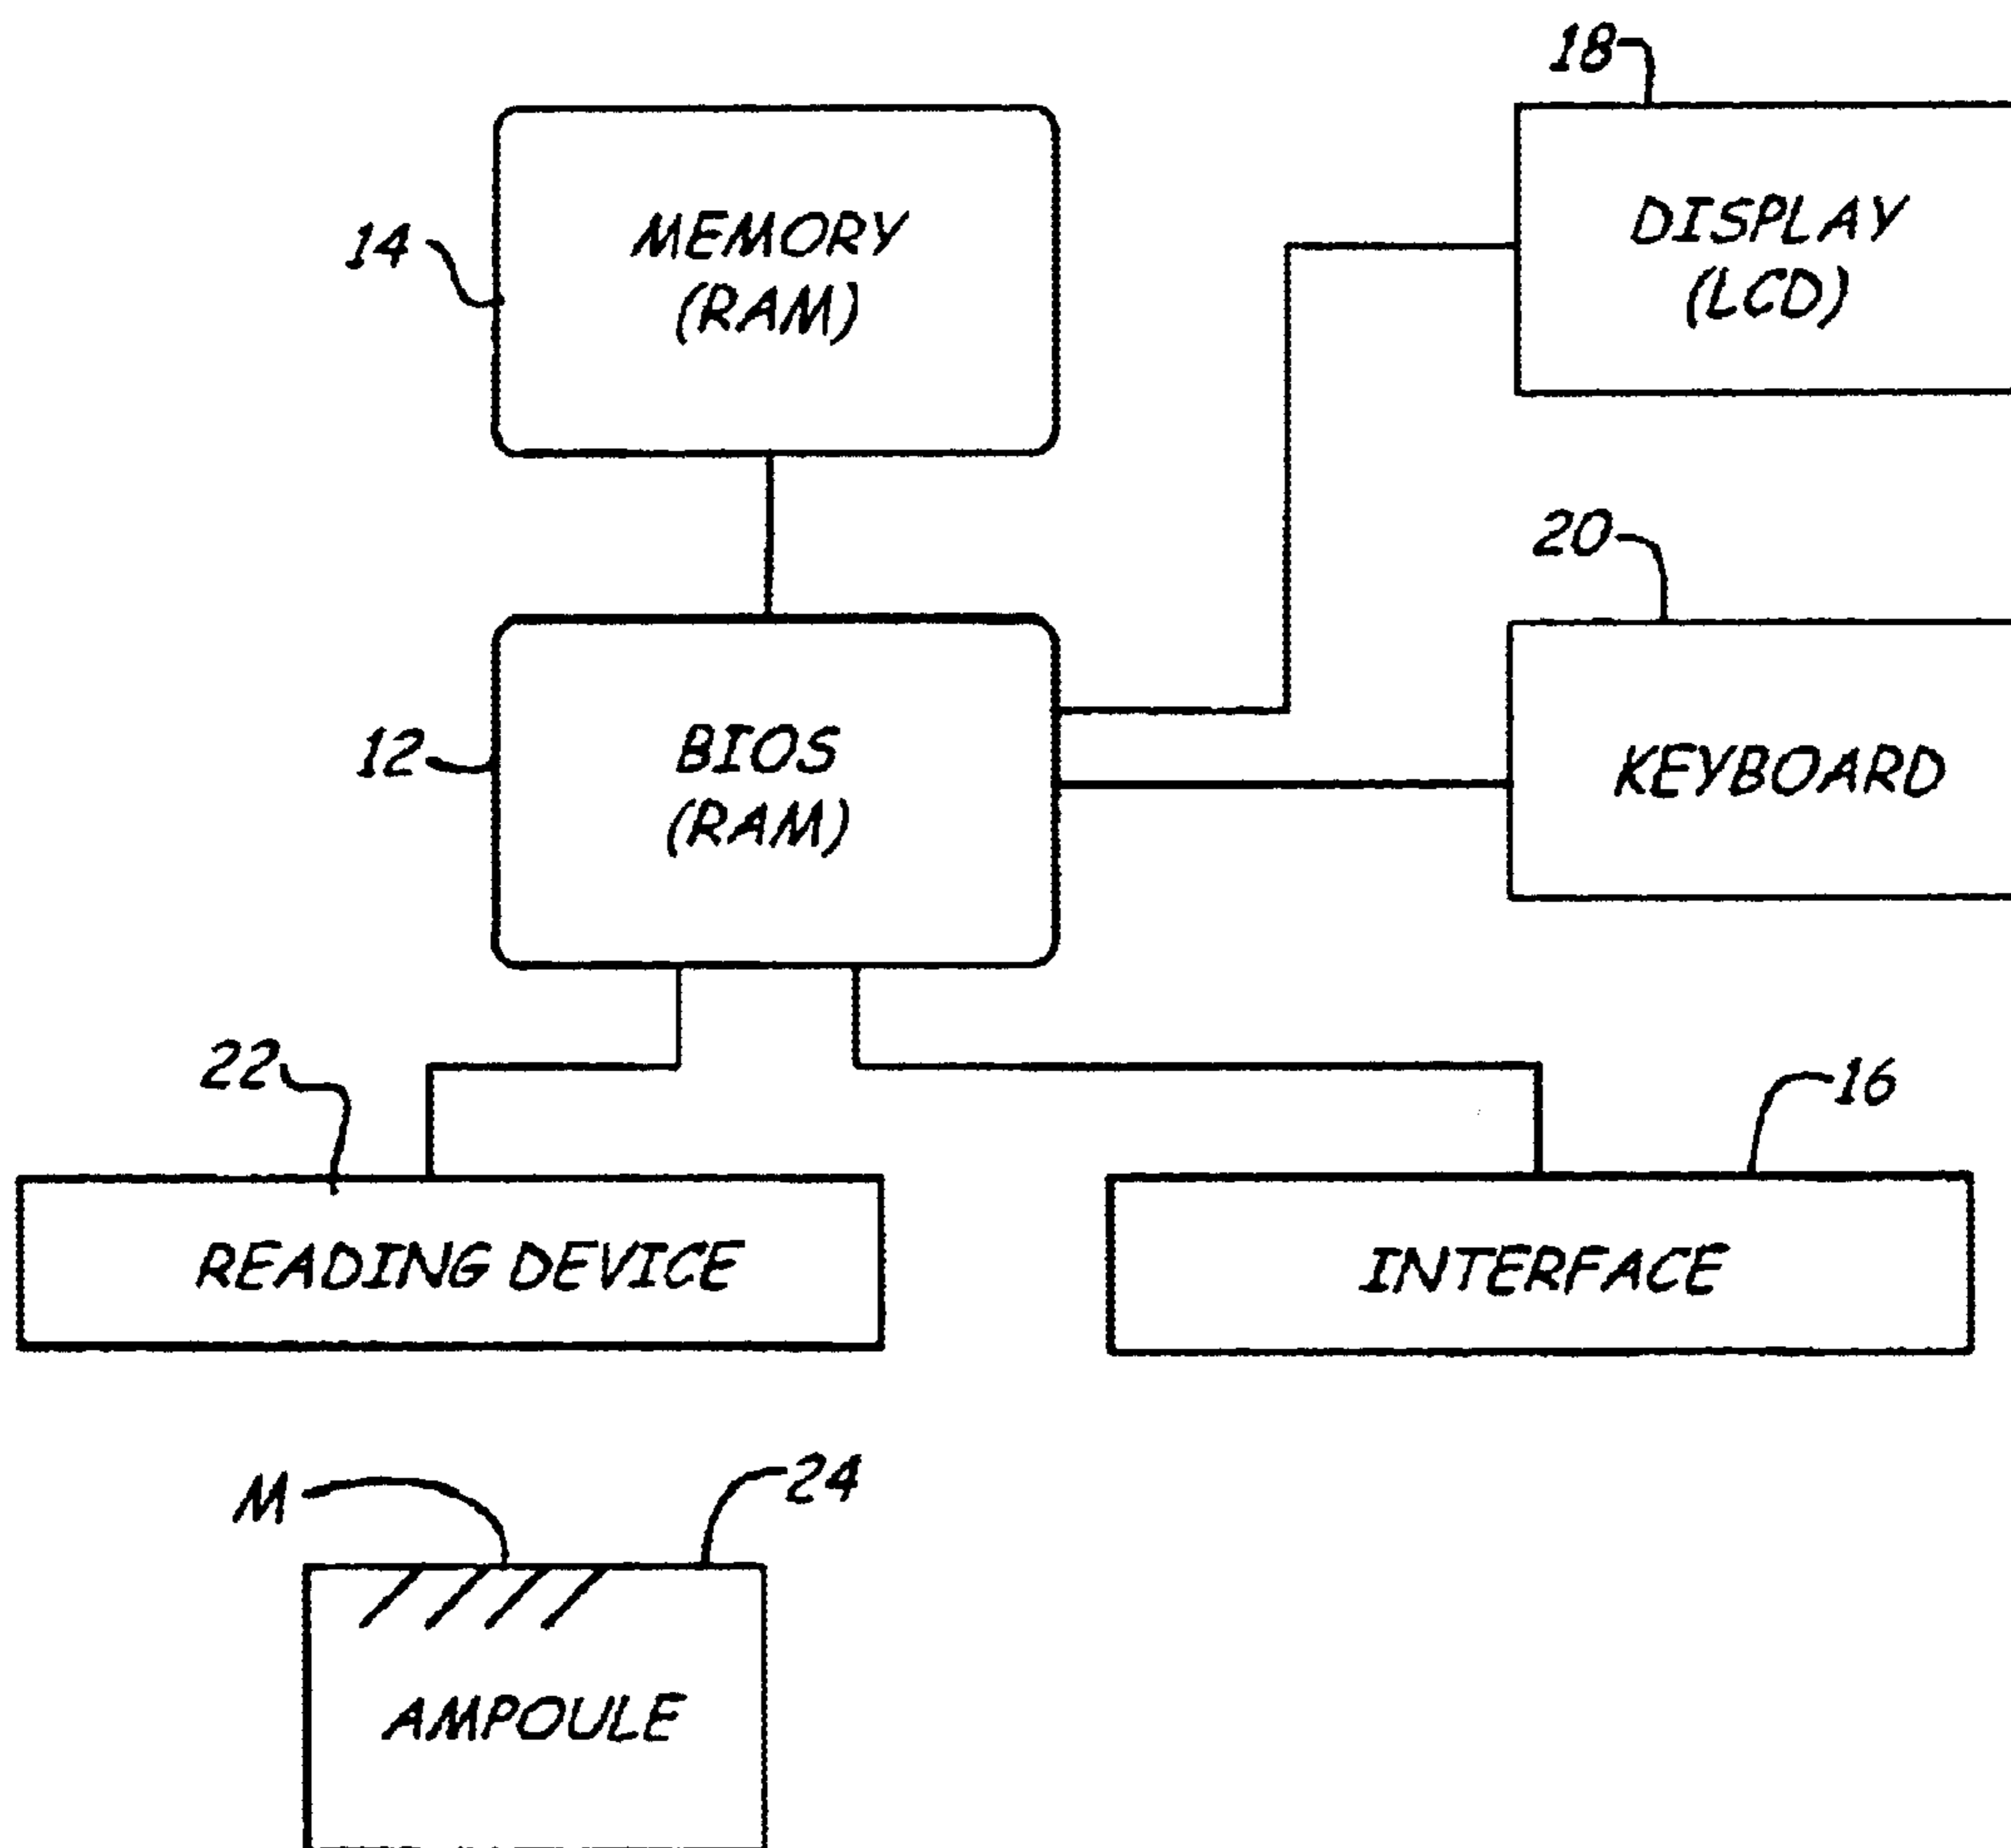 18
14
MEMORY
(RAM)
DISPLAY
(LCD)
20
12
BIOS
(RAM)
KEYBOARD
22
16
READING DEVICE
INTERFACE
M
24
AMPOULE